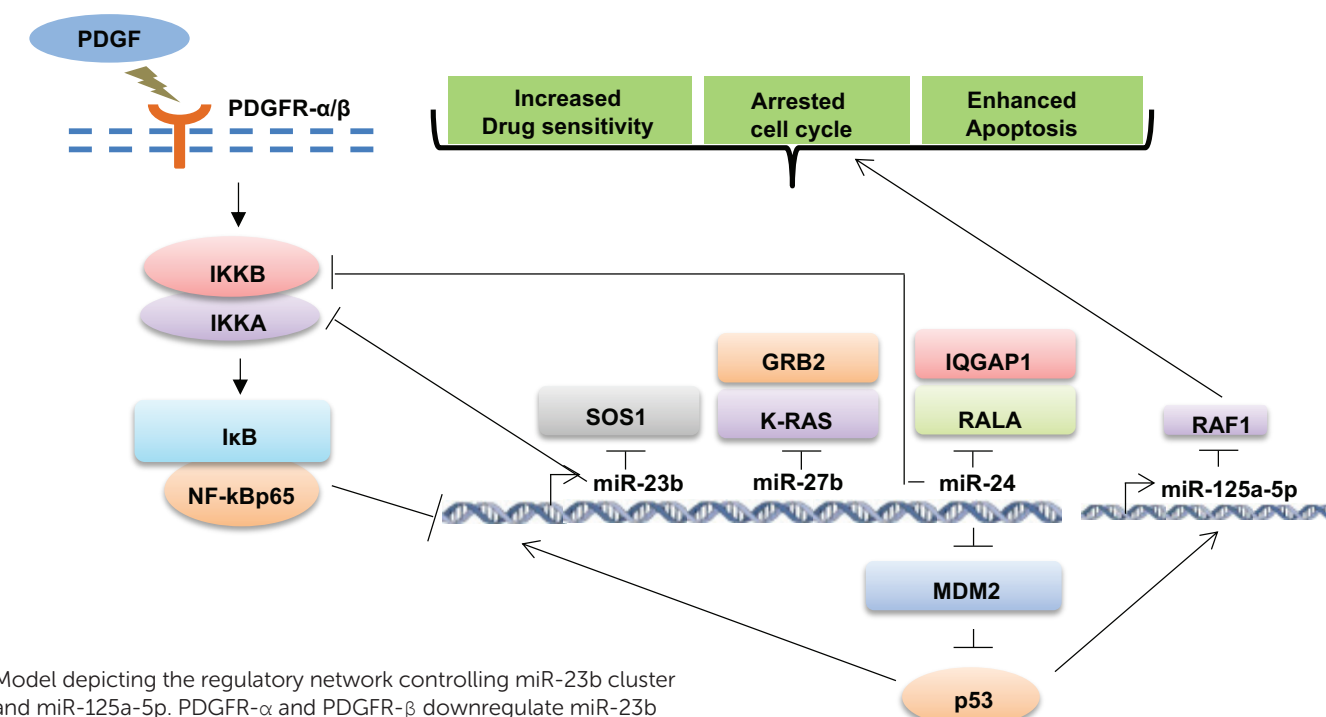 PDGF
PDGFR-α/β
Increased
Drug sensitivity
Arrested
cell cycle
Enhanced
Apoptosis
IKKB
IKKA
IκB
NF-kBp65
GRB2
IQGAP1
SOS1
K-RAS
RALA
RAF1
miR-23b
miR-27b
miR-24
miR-125a-5p
MDM2
p53
Model depicting the regulatory network controlling miR-23b cluster
and miR-125a-5p. PDGFR-α and PDGFR-β downregulate miR-23b